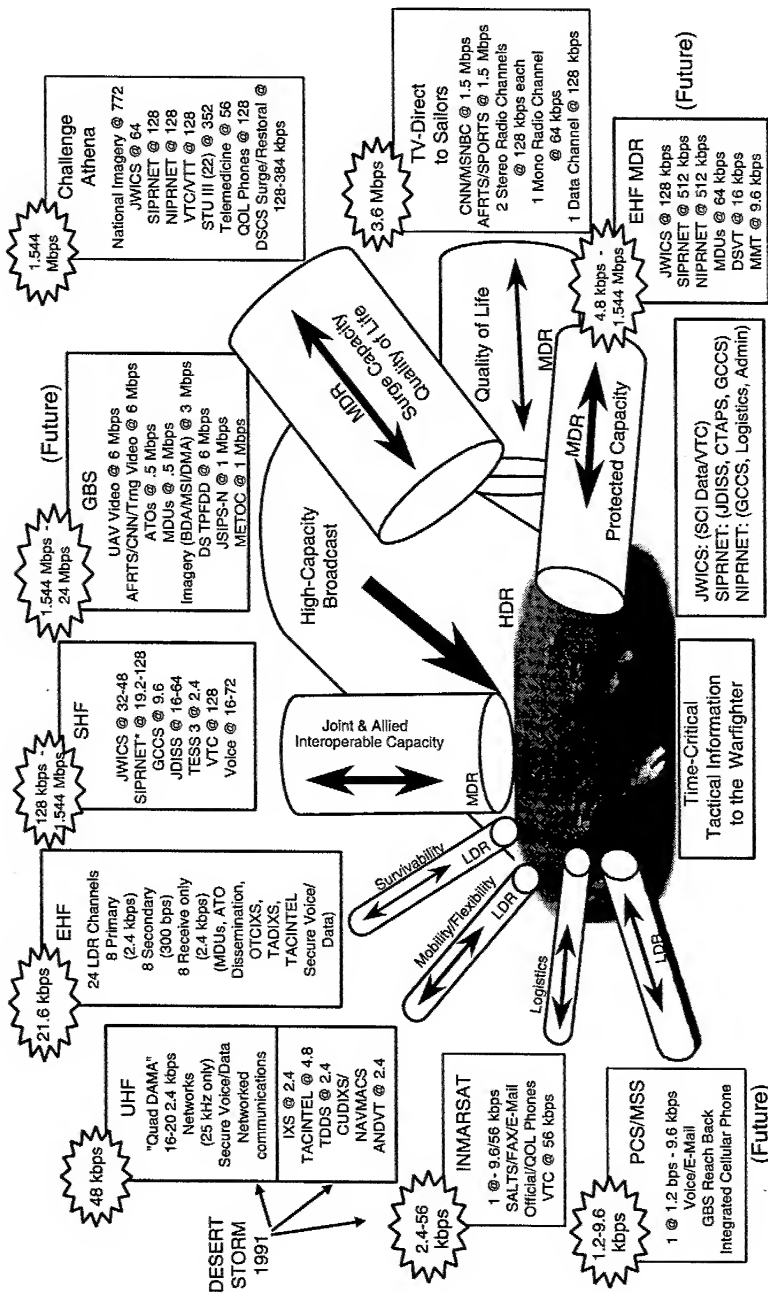 DESERT
STORM
1991
48 kbps
UHF
"Quad DAMA"
16-20 2.4 kbps
Networks
(25 kHz only)
Secure Voice/Data
Networked
communications
IXS @ 2.4
TACINTEL @ 4.8
TDDS @ 2.4
CUDIXS/
NAVMACS
ANDVT @ 2.4
21.6 kbps
EHF
24 LDR Channels
8 Primary
(2.4 kbps)
8 Secondary
(300 bps)
8 Receive only
(2.4 kbps)
(MDUs, ATO
Dissemination,
OTCIXS,
TADIXS,
TACINTEL
Secure Voice/
Data)
128 kbps -
1.544 Mbps
SHF
JWICS @ 32-48
SIPRNET* @ 19.2-128
GCCS @ 9.6
JDISS @ 16-64
TESS 3 @ 2.4
VTC @ 128
Voice @ 16-72
1.544 Mbps -
24 Mbps
(Future)
GBS
UAV Video @ 6 Mbps
AFRTS/CNN/Trng Video @ 6 Mbps
ATOs @ .5 Mbps
MDUs @ .5 Mbps
Imagery (BDA/MSI/DMA) @ 3 Mbps
DS TPFDD @ 6 Mbps
JSIPS-N @ 1 Mbps
METOC @ 1 Mbps
1.544
Mbps
Challenge
Athena
National Imagery @ 772
JWICS @ 64
SIPRNET @ 128
NIPRNET @ 128
VTC/VTT @ 128
STU III (22) @ 352
Telemedicine @ 56
QOL Phones @ 128
DSCS Surge/Restoral @
128-384 kbps
2.4-56
kbps
INMARSAT
1 @- 9.6/56 kbps
SALTS/FAX/E-Mail
Official/QOL Phones
VTC @ 56 kbps
Mobility/Flexibility
LDR
Survivability
LDR
Joint & Allied
Interoperable Capacity
MDR
High-Capacity
Broadcast
HDR
MDR
Surge Capacity
Quality of Life
Quality of Life
MDR
3.6 Mbps
TV-Direct
to Sailors
CNN/MSNBC @ 1.5 Mbps
AFRTS/SPORTS @ 1.5 Mbps
2 Stereo Radio Channels
@ 128 kbps each
1 Mono Radio Channel
@ 64 kbps
1 Data Channel @ 128 kbps
1.2-9.6
kbps
PCS/MSS
1 @ 1.2 bps - 9.6 kbps
Voice/E-Mail
GBS Reach Back
Integrated Cellular Phone
(Future)
Logistics
LDR
Time-Critical
Tactical Information
to the Warfighter
MDR
Protected Capacity
JWICS: (SCI Data/VTC)
SIPRNET: (JDISS, CTAPS, GCCS)
NIPRNET: (GCCS, Logistics, Admin)
4.8 kbps -
1.544 Mbps
EHF MDR
(Future)
JWICS @ 128 kbps
SIPRNET @ 512 kbps
NIPRNET @ 512 kbps
MDUs @ 64 kbps
DSVT @ 16 kbps
MMT @ 9.6 kbps